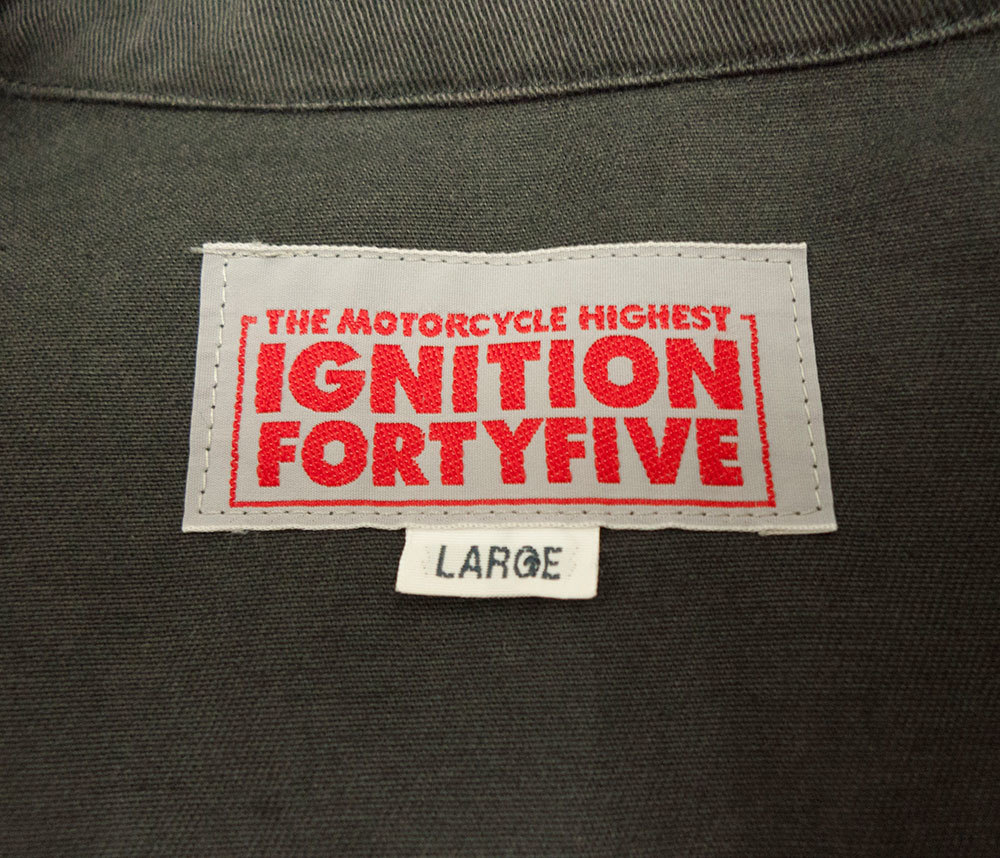 THE MOTORCYCLE HIGHEST
IGNITION
FORTYFIVE
LARGE